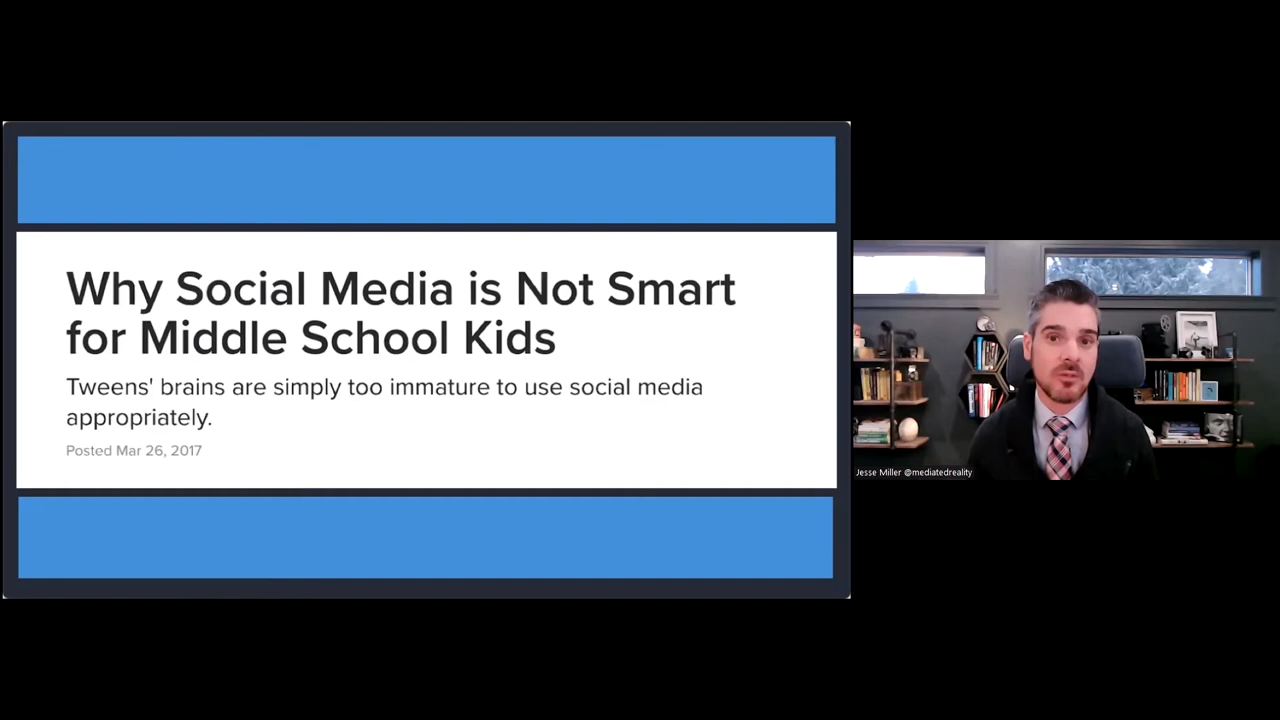 Why Social Media is Not Smart
for Middle School Kids
Tweens' brains are simply too immature to use social media
appropriately.
Posted Mar 26, 2017
Jesse Miller @mediatedreality